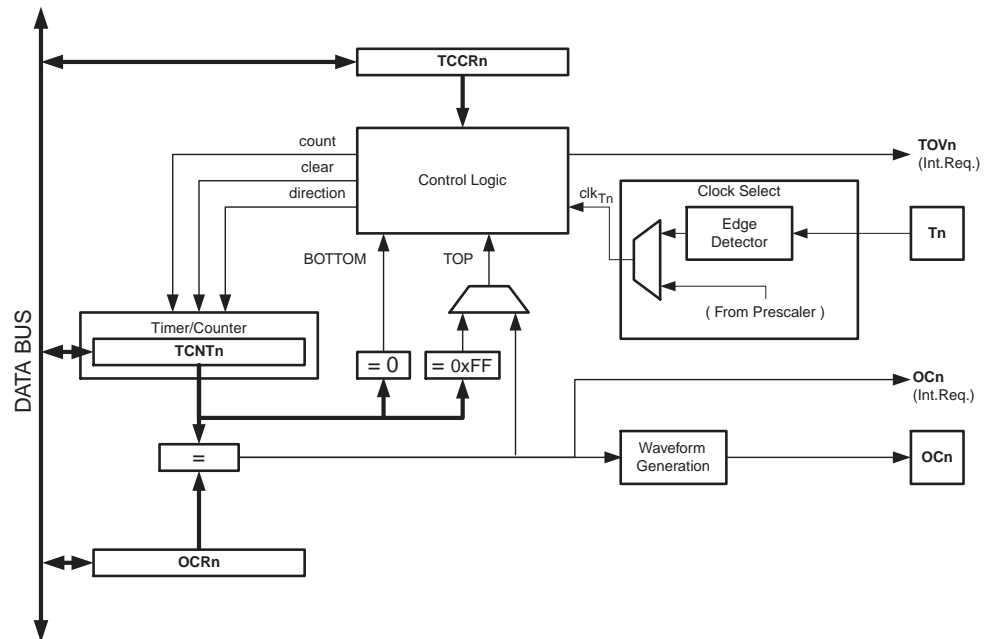 DATA BUS
TCCRn
count
clear
direction
Control Logic
TOVn
(Int.Req.)
clkTn
Clock Select
Edge
Detector
Tn
( From Prescaler )
BOTTOM
TOP
Timer/Counter
TCNTn
= 0
= 0xFF
OCn
(Int.Req.)
=
Waveform
Generation
OCn
OCRn